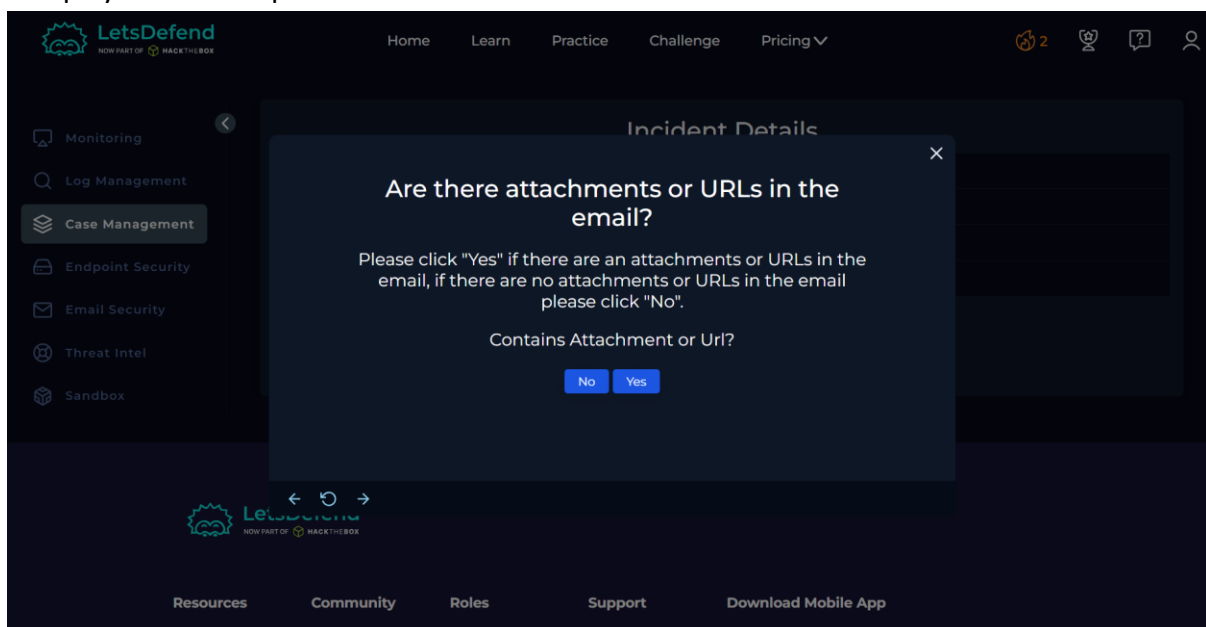 LetsDefend
NOW PART OF HACKTHEBOX
Home Learn Practice Challenge Pricing
2
Incident Details
Monitoring
Log Management
Case Management
Endpoint Security
Email Security
Threat Intel
Sandbox
Are there attachments or URLs in the
email?
Please click "Yes" if there are an attachments or URLs in the
email, if there are no attachments or URLs in the email
please click "No".
Contains Attachment or Url?
No Yes
LetsDefend
NOW PART OF HACKTHEBOX
Resources Community Roles Support Download Mobile App